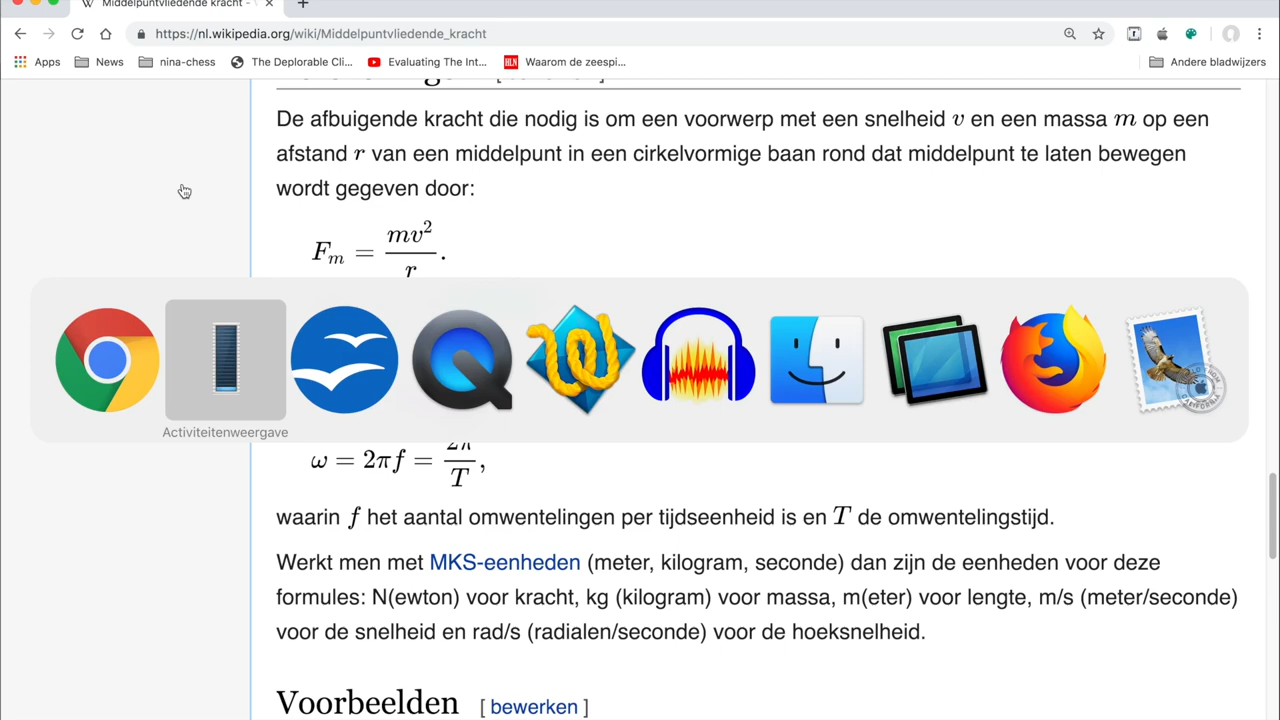 Middelpuntvliedende kracht -
https://nl.wikipedia.org/wiki/Middelpuntvliedende_kracht
Apps News nina-chess The Deplorable Cli... Evaluating The Int... HLN Waarom de zeespi... Andere bladwijzers
De afbuigende kracht die nodig is om een voorwerp met een snelheid v en een massa m op een
afstand r van een middelpunt in een cirkelvormige baan rond dat middelpunt te laten bewegen
wordt gegeven door:
F_m = mv²/r.
Activiteitenweergave
ω = 2πf = 2π/T,
waarin f het aantal omwentelingen per tijdseenheid is en T de omwentelingstijd.
Werkt men met MKS-eenheden (meter, kilogram, seconde) dan zijn de eenheden voor deze
formules: N(ewton) voor kracht, kg (kilogram) voor massa, m(eter) voor lengte, m/s (meter/seconde)
voor de snelheid en rad/s (radialen/seconde) voor de hoeksnelheid.
Voorbeelden [ bewerken ]